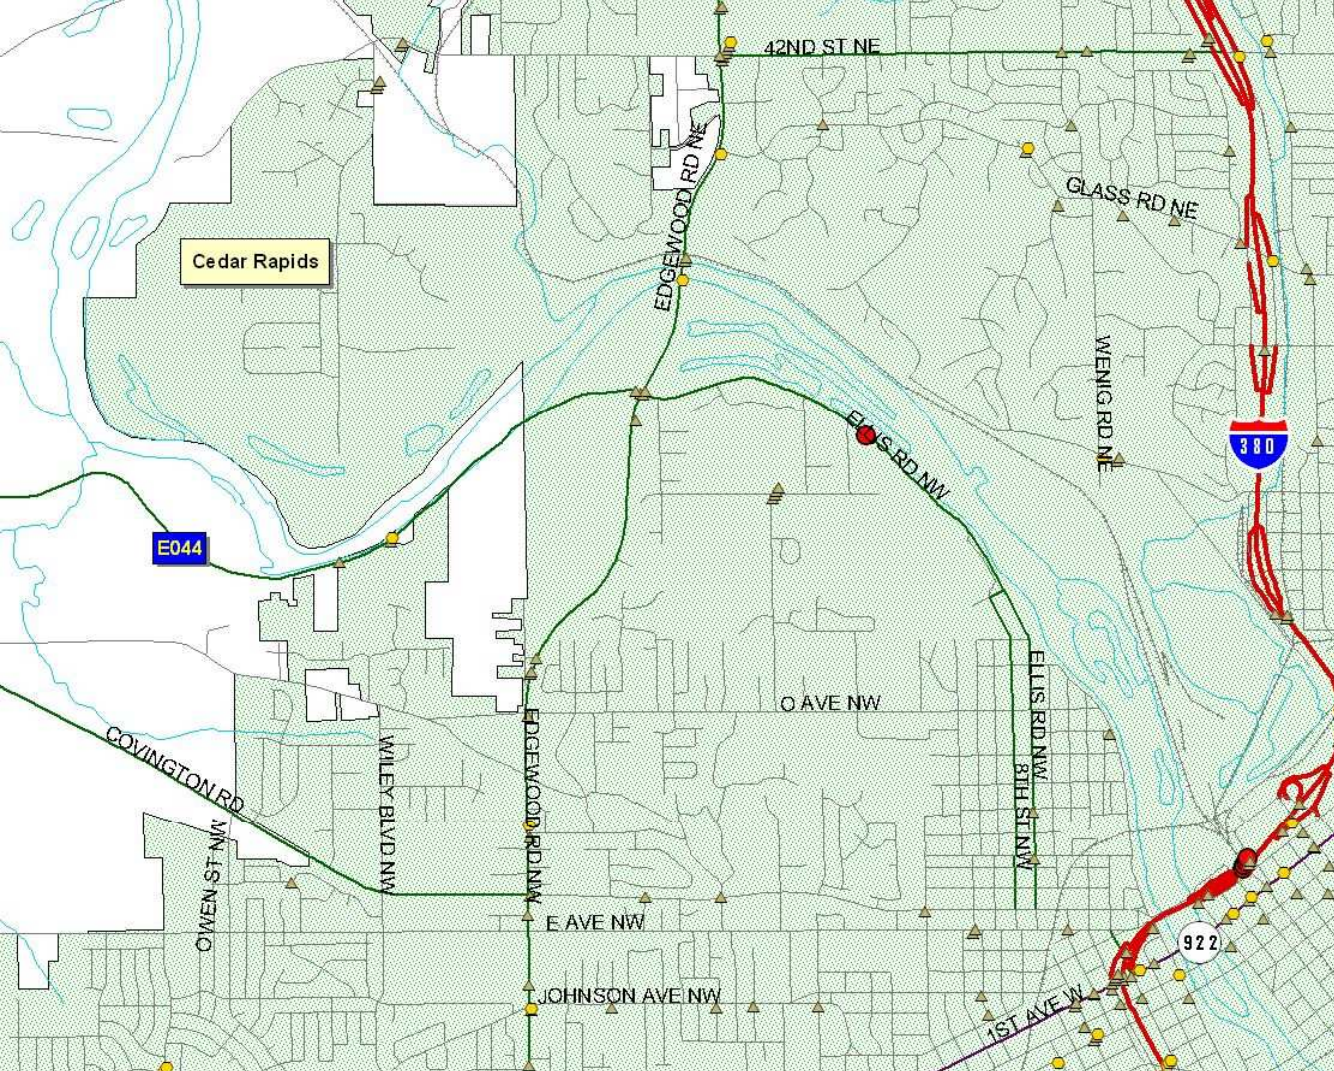 42ND ST NE
EDGEWOOD RD NE
GLASS RD NE
Cedar Rapids
WENIG RD NE
ELLIS RD NW
380
E044
O AVE NW
ELLIS RD NW
8TH ST NW
COVINGTON RD
WILEY BLVD NW
EDGEWOOD RD NW
OWEN ST NW
E AVE NW
922
JOHNSON AVE NW
1ST AVE W